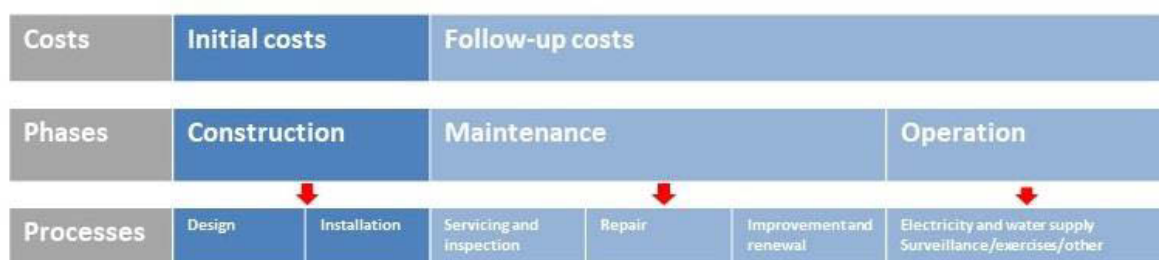 Costs
Initial costs
Follow-up costs
Phases
Construction
Maintenance
Operation
Processes
Design
Installation
Servicing and
inspection
Repair
Improvement and
renewal
Electricity and water supply
Surveillance/exercises/other